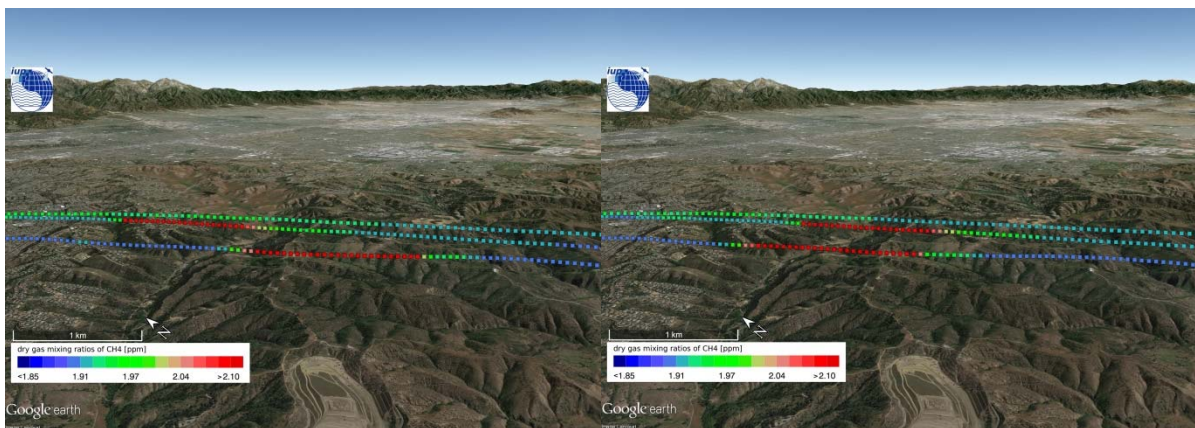 iup
1 km
N
dry gas mixing ratios of CH4 [ppm]
<1.85 1.91 1.97 2.04 >2.10
Google earth
iup
1 km
N
dry gas mixing ratios of CH4 [ppm]
<1.85 1.91 1.97 2.04 >2.10
Google earth